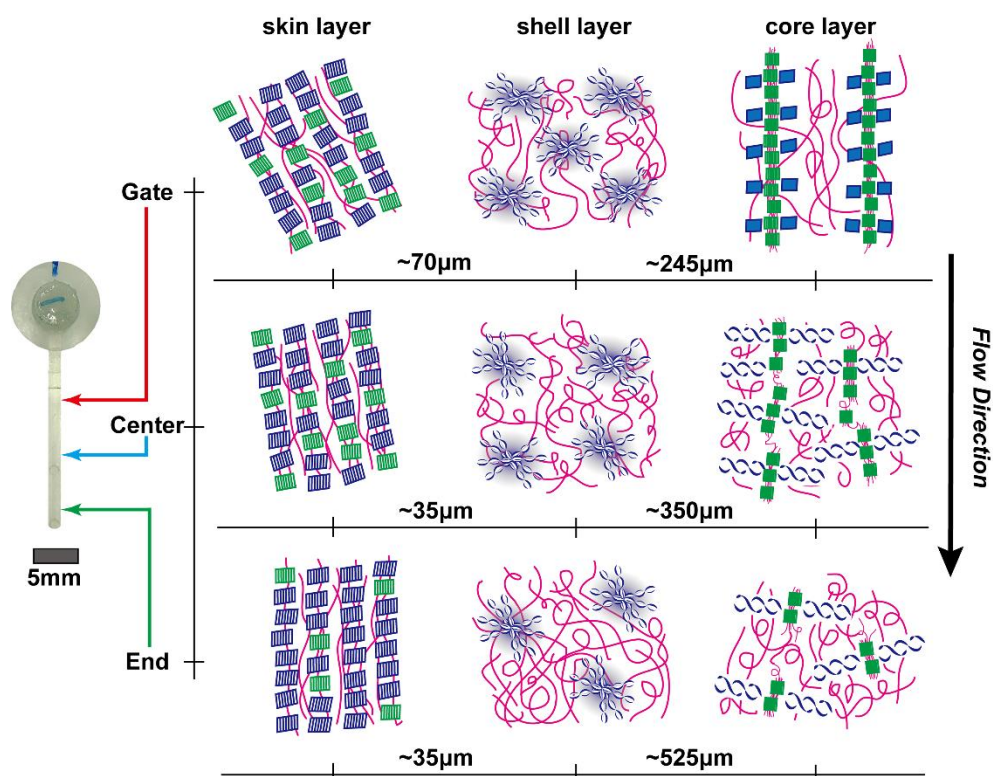 skin layer
shell layer
core layer
Gate
~70µm
~245µm
Center
~35µm
~350µm
Flow Direction
5mm
End
~35µm
~525µm